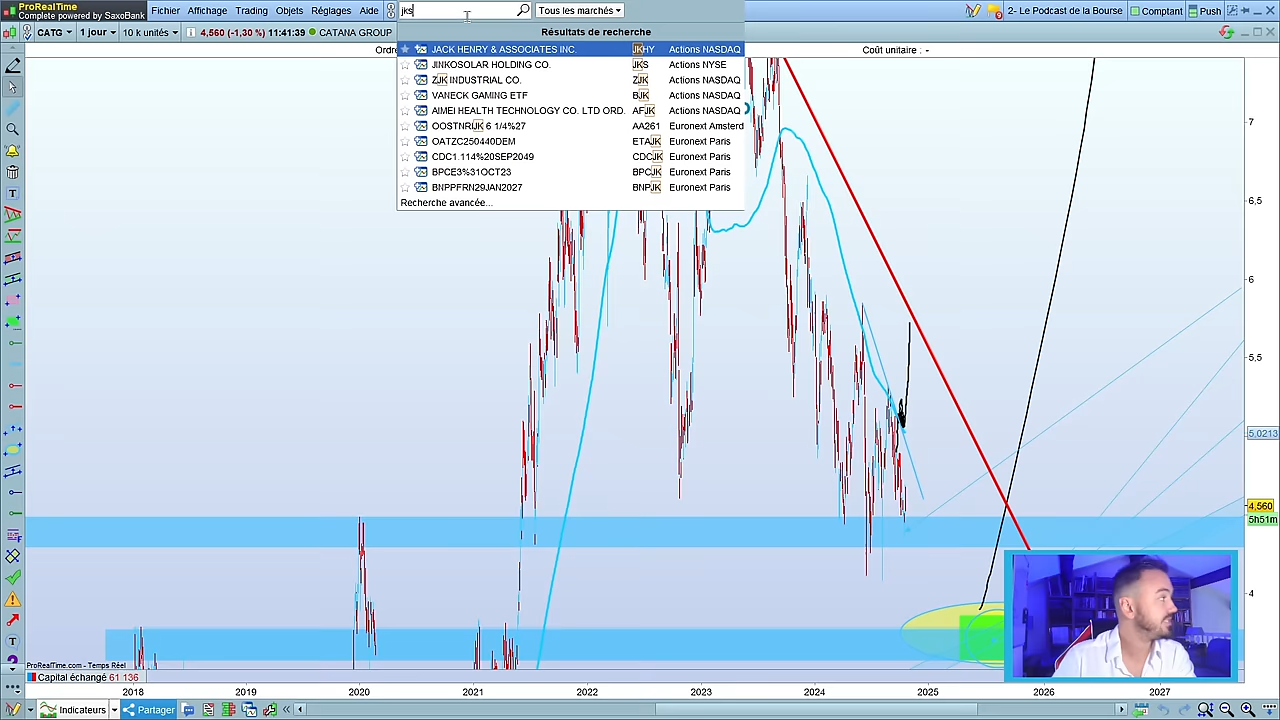 ProRealTime
Complete powered by SaxoBank
Fichier Affichage Trading Objets Réglages Aide
jks
Tous les marchés
2- Le Podcast de la Bourse
Comptant
Push
CATG
1 jour
10 k unités
4,560 (-1,30 %) 11:41:39
CATANA GROUP
Résultats de recherche
Ordre
Coût unitaire : -
JACK HENRY & ASSOCIATES INC. JKHY Actions NASDAQ
JINKOSOLAR HOLDING CO. JKS Actions NYSE
ZJK INDUSTRIAL CO. ZJK Actions NASDAQ
VANECK GAMING ETF BJK Actions NASDAQ
AIMEI HEALTH TECHNOLOGY CO. LTD ORD. AFJK Actions NASDAQ
OOSTNRIJK 6 1/4%27 AA261 Euronext Amsterd
OATZC250440DEM ETAJK Euronext Paris
CDC1.114%20SEP2049 CDCJK Euronext Paris
BPCE3%31OCT23 BPCJK Euronext Paris
BNPPFRN29JAN2027 BNPJK Euronext Paris
Recherche avancée...
7
6,5
6
5,5
5,0213
4,560
5h51m
4
ProRealTime.com - Temps Réel
Capital échangé 61 136
2018 2019 2020 2021 2022 2023 2024 2025 2026 2027
Indicateurs
Partager